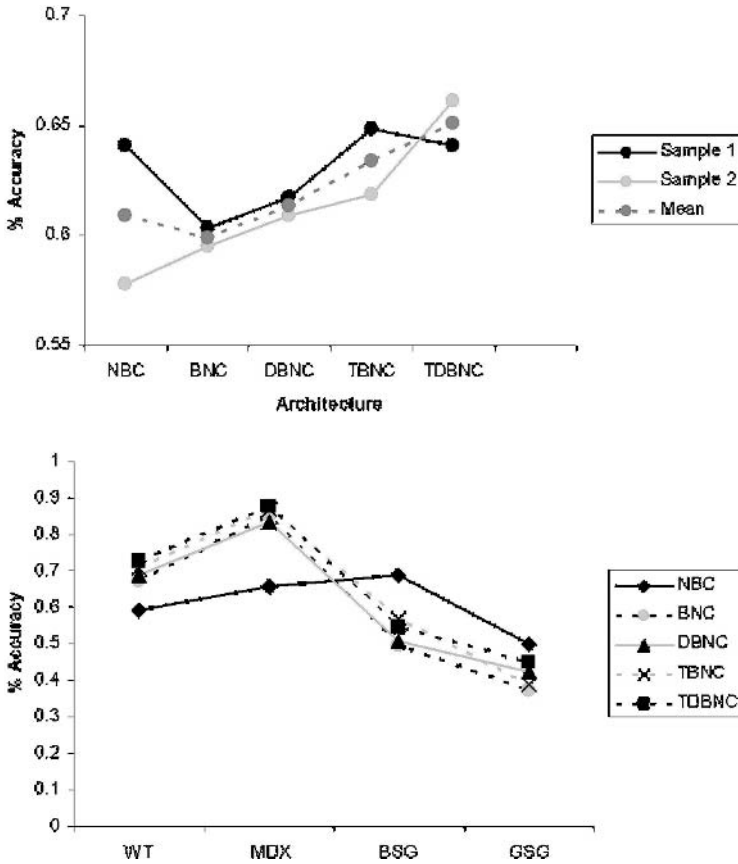 0.7
0.65
0.6
0.55
% Accuracy
NBC BNC DBNC TBNC TDBNC
Architecture
Sample 1
Sample 2
Mean
1
0.9
0.8
0.7
0.6
0.5
0.4
0.3
0.2
0.1
0
% Accuracy
WT MDX BSG GSG
NBC
BNC
DBNC
TBNC
TDBNC